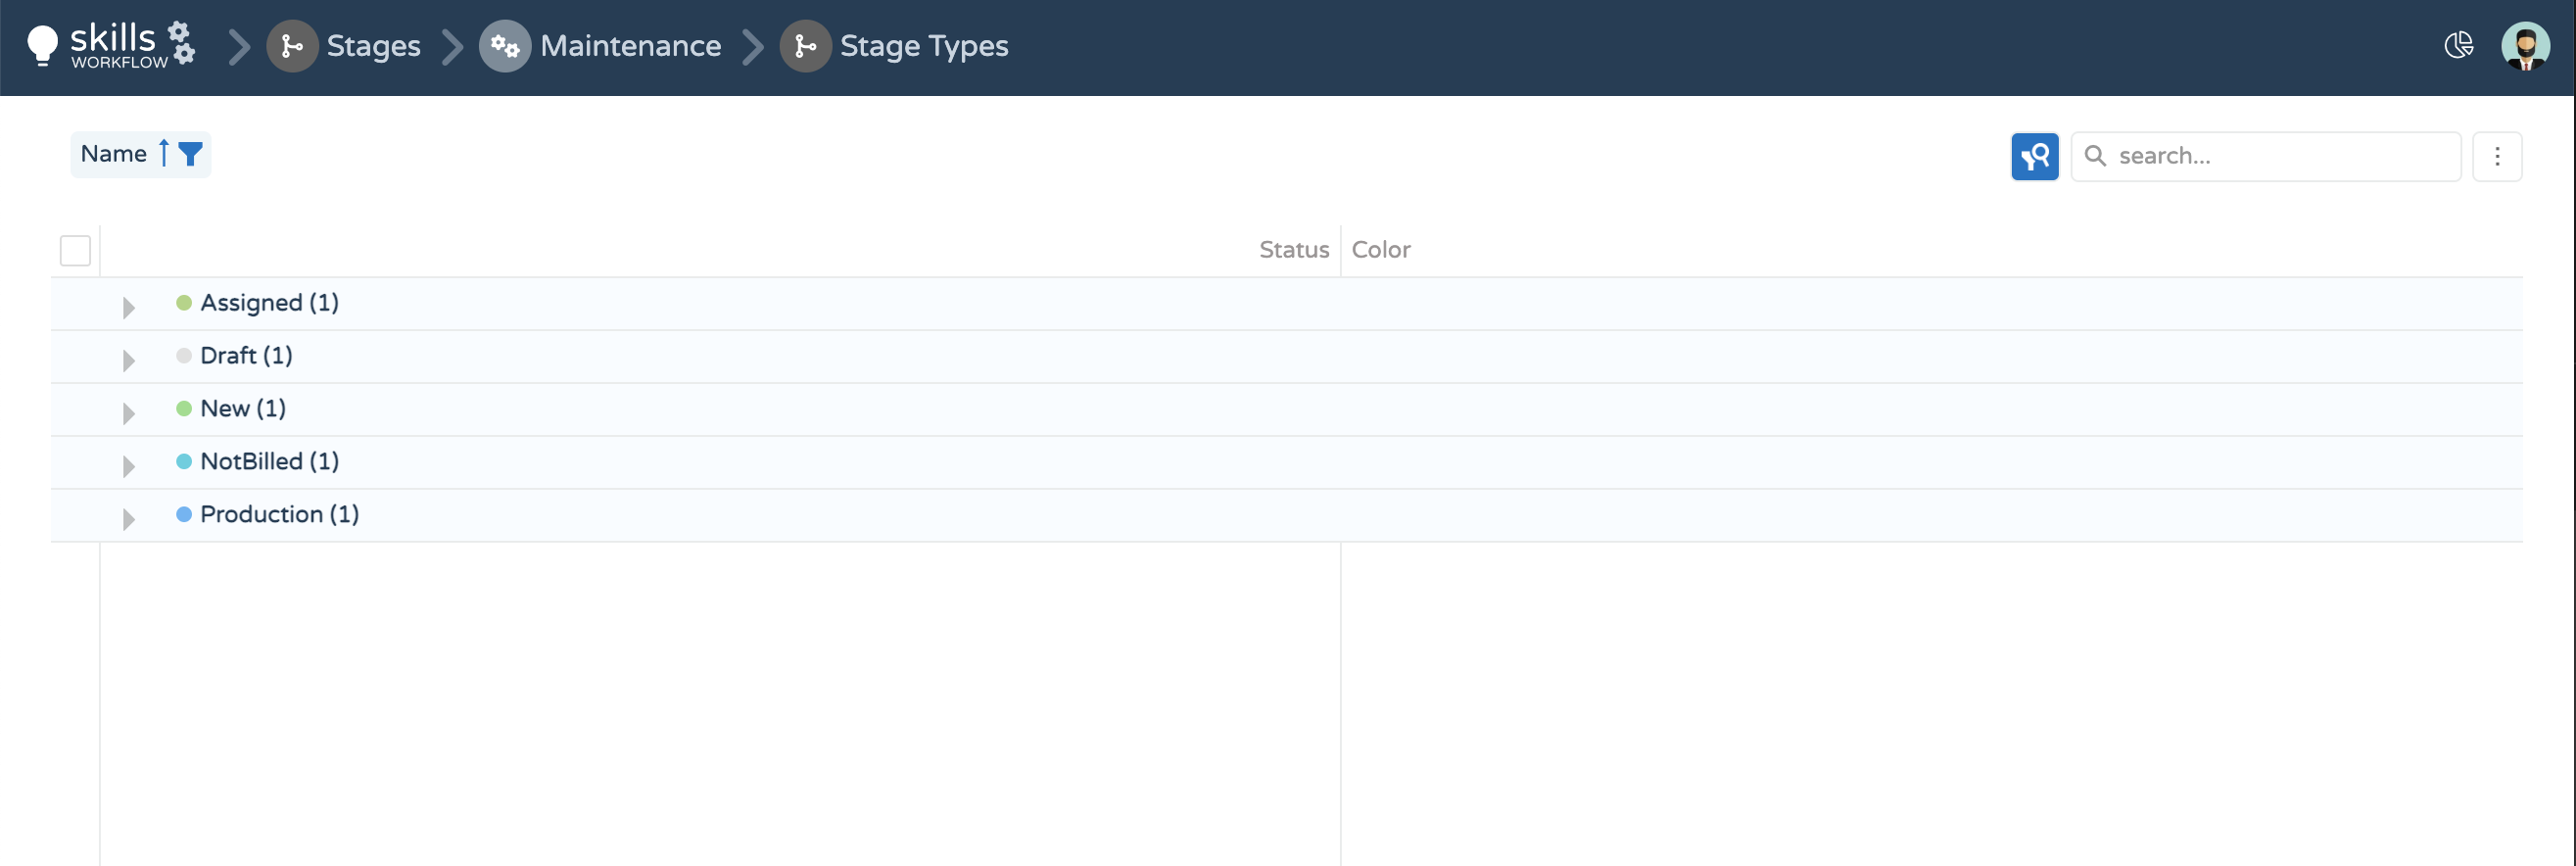 skills
WORKFLOW
Stages
Maintenance
Stage Types
Name
search...
Status
Color
Assigned (1)
Draft (1)
New (1)
NotBilled (1)
Production (1)